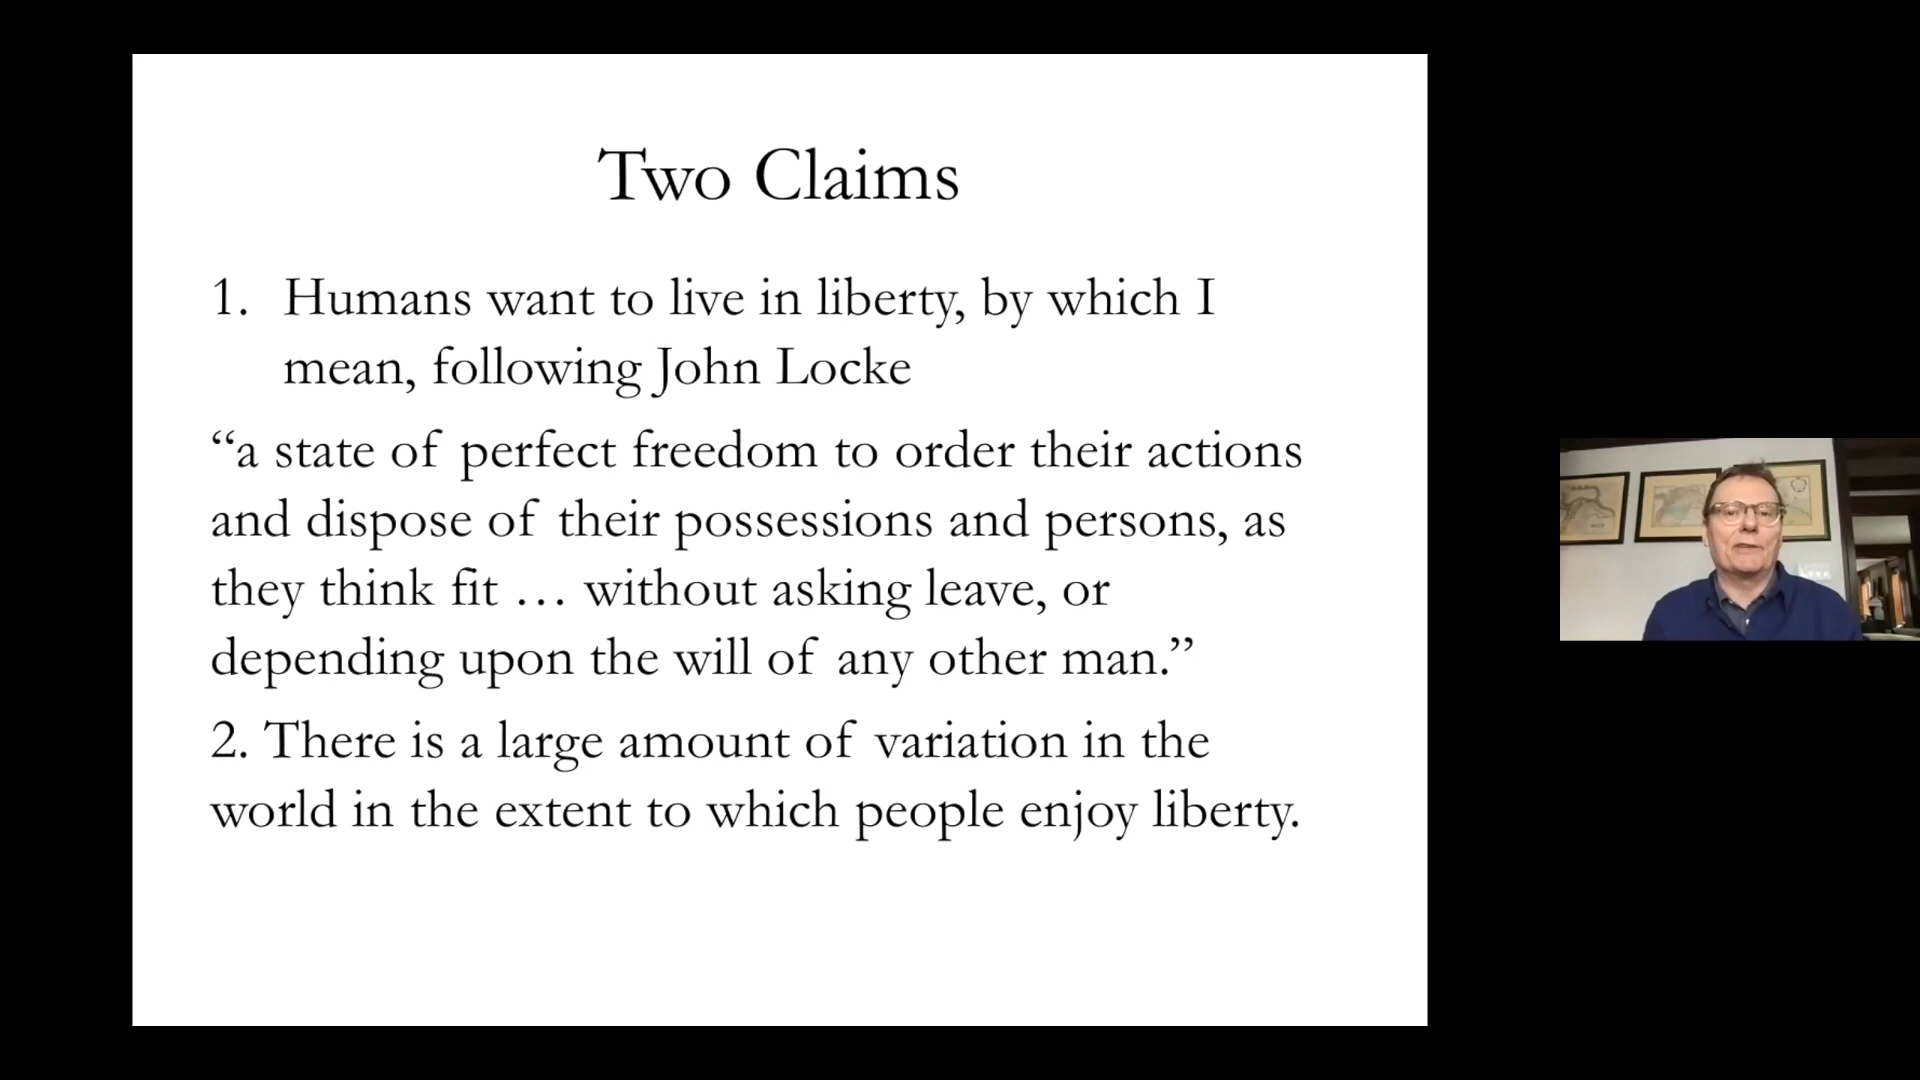 Two Claims
1. Humans want to live in liberty, by which I
mean, following John Locke
“a state of perfect freedom to order their actions
and dispose of their possessions and persons, as
they think fit … without asking leave, or
depending upon the will of any other man.”
2. There is a large amount of variation in the
world in the extent to which people enjoy liberty.